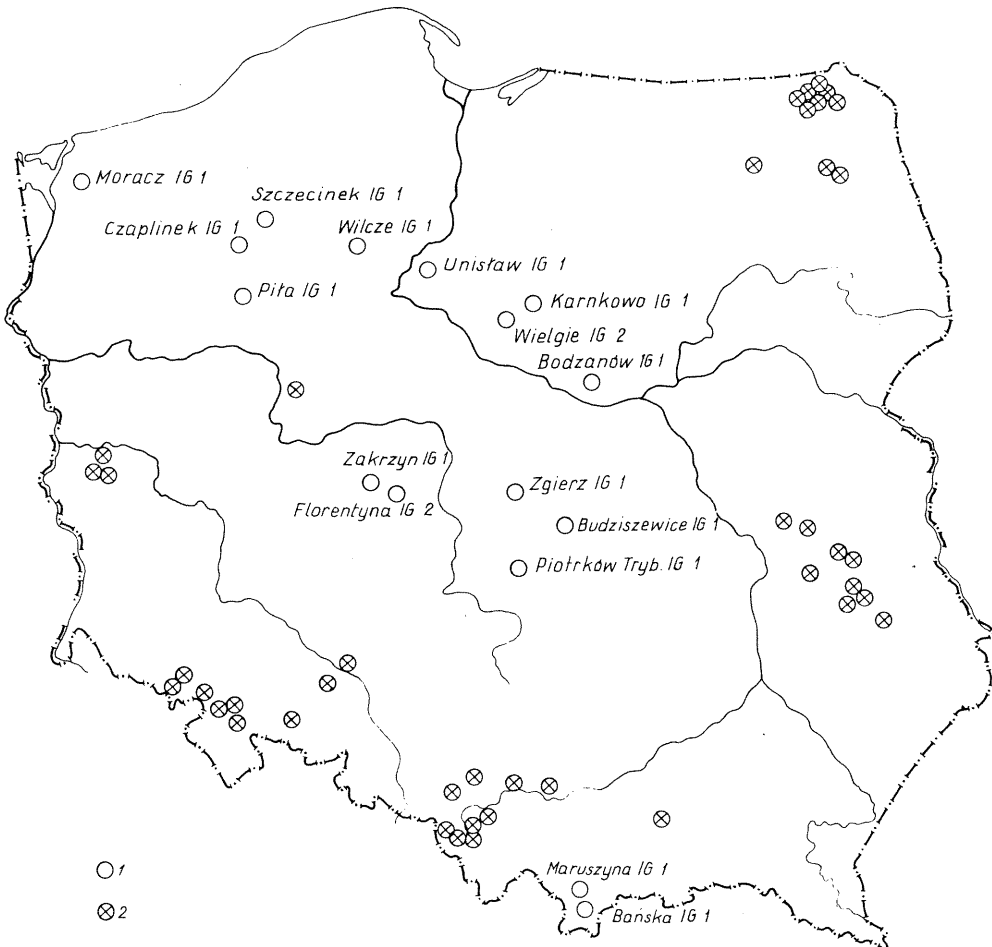 Moracz IG 1
Szczecinek IG 1
Czaplinek IG 1
Wilcze IG 1
Unisław IG 1
Piła IG 1
Karnkowo IG 1
Wielgie IG 2
Bodzanów IG 1
Zakrzyn IG 1
Florentyna IG 2
Zgierz IG 1
Budziszewice IG 1
Piotrków Tryb. IG 1
Maruszyna IG 1
Bańska IG 1
1
2